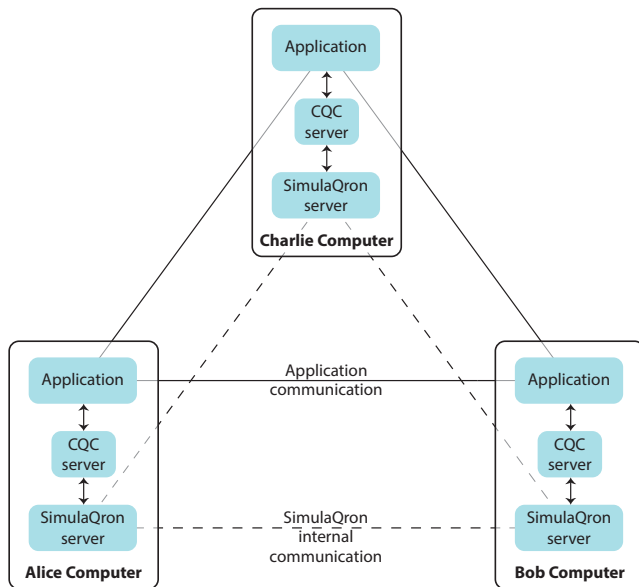 Application
CQC
server
SimulaQron
server
Charlie Computer
Application
CQC
server
SimulaQron
server
Alice Computer
Application
communication
SimulaQron
internal
communication
Application
CQC
server
SimulaQron
server
Bob Computer